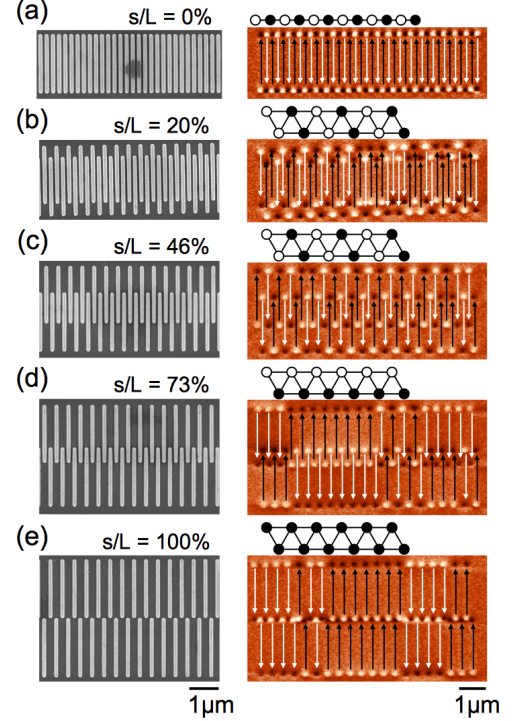 (a)
s/L = 0%
(b)
s/L = 20%
(c)
s/L = 46%
(d)
s/L = 73%
(e)
s/L = 100%
1μm
1μm